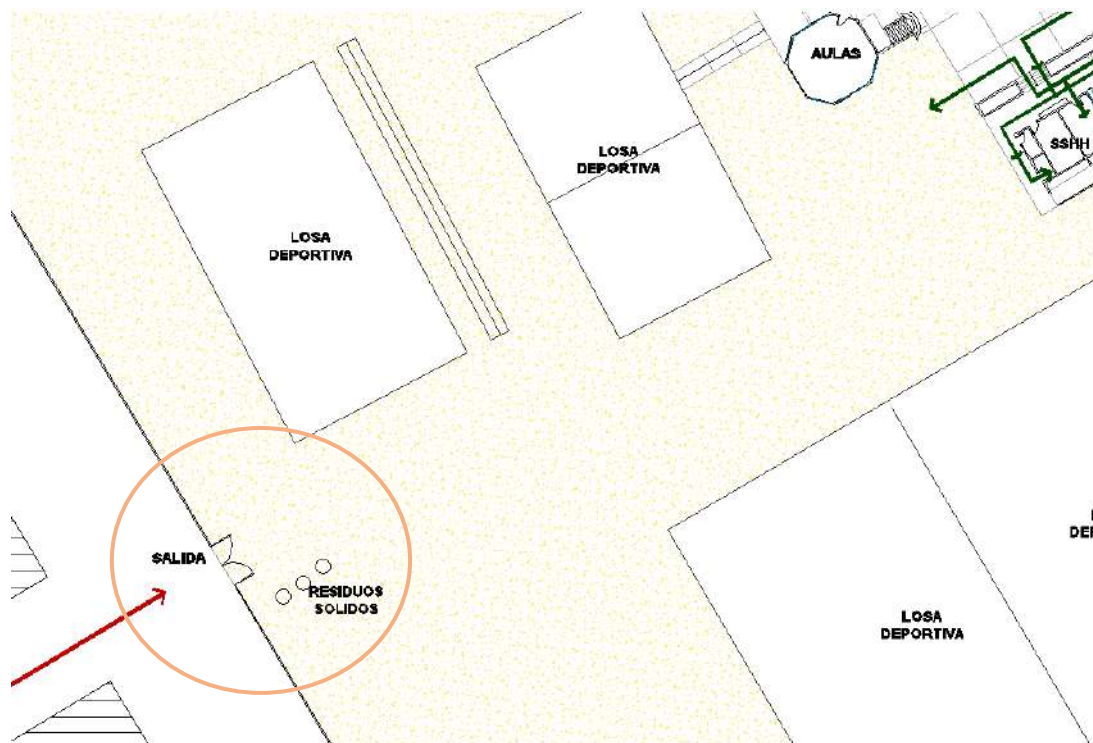 AULAS
LOSA
DEPORTIVA
SSHH
LOSA
DEPORTIVA
SALIDA
RESIDUOS
SOLIDOS
LOSA
DEPORTIVA